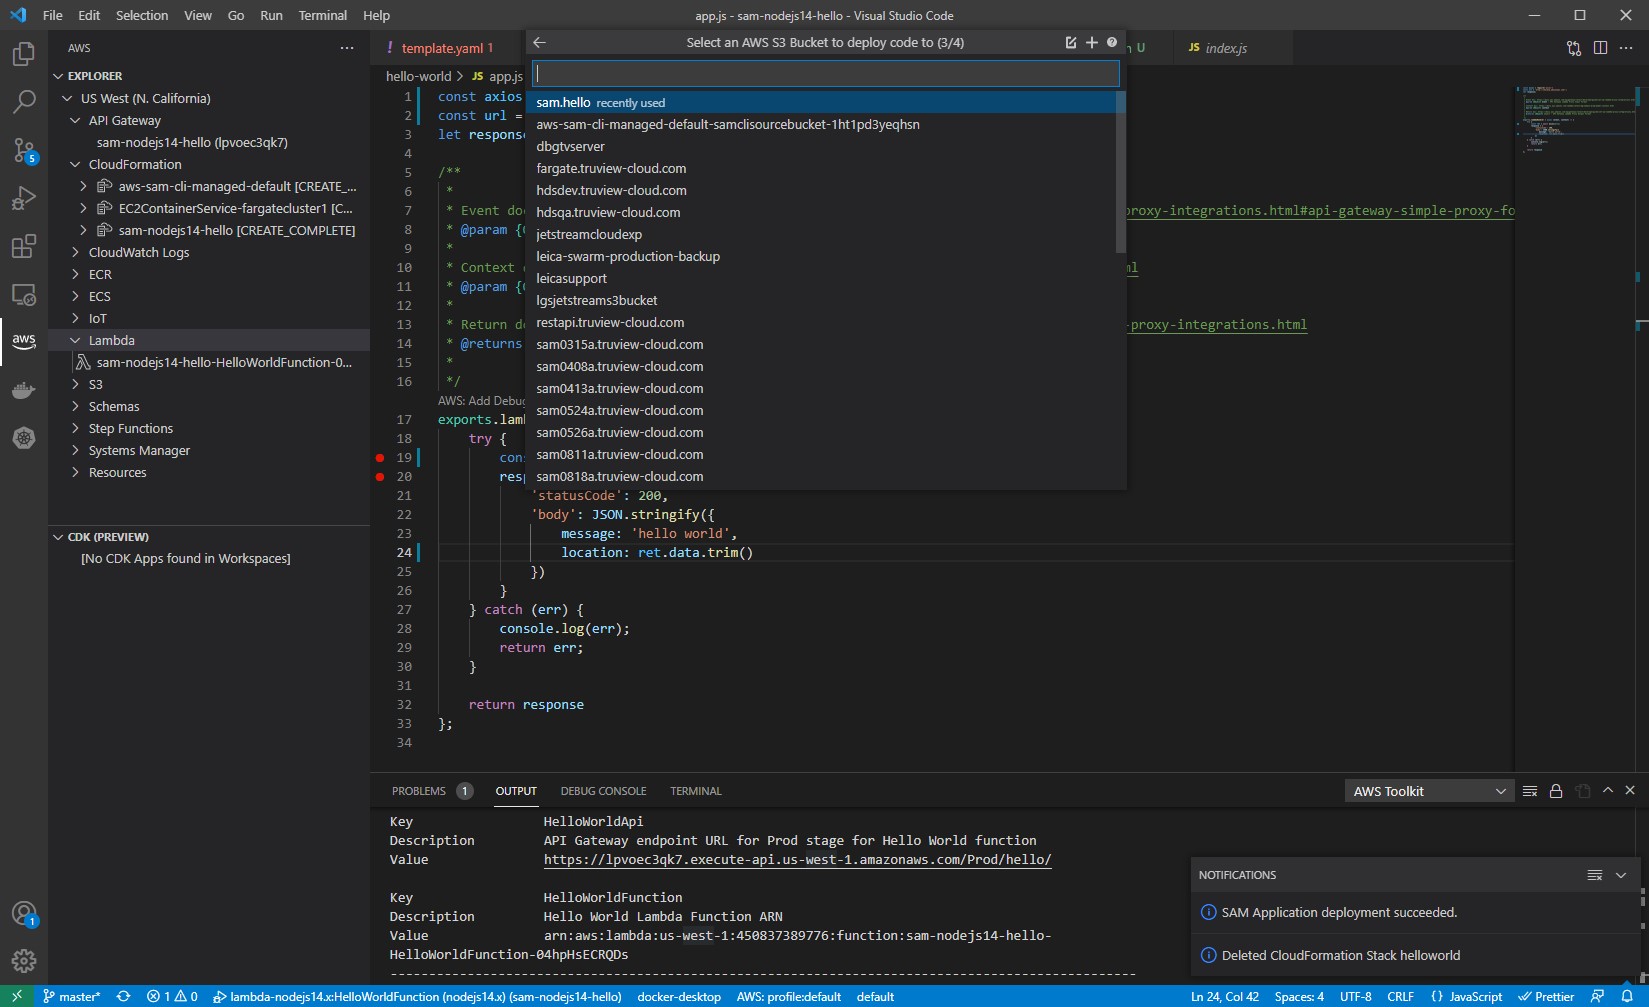 File Edit Selection View Go Run Terminal Help
app.js - sam-nodejs14-hello - Visual Studio Code
AWS
EXPLORER
US West (N. California)
API Gateway
sam-nodejs14-hello (lpvoec3qk7)
CloudFormation
aws-sam-cli-managed-default [CREATE_...
EC2ContainerService-fargatecluster1 [C...
sam-nodejs14-hello [CREATE_COMPLETE]
CloudWatch Logs
ECR
ECS
IoT
Lambda
sam-nodejs14-hello-HelloWorldFunction-0...
S3
Schemas
Step Functions
Systems Manager
Resources
CDK (PREVIEW)
[No CDK Apps found in Workspaces]
5
aws
1
! template.yaml 1
n U
JS index.js
hello-world > JS app.js
Select an AWS S3 Bucket to deploy code to (3/4)
sam.hello recently used
aws-sam-cli-managed-default-samclisourcebucket-1ht1pd3yeqhsn
dbgtvserver
fargate.truview-cloud.com
hdsdev.truview-cloud.com
hdsqa.truview-cloud.com
jetstreamcloudexp
leica-swarm-production-backup
leicasupport
lgsjetstreams3bucket
restapi.truview-cloud.com
sam0315a.truview-cloud.com
sam0408a.truview-cloud.com
sam0413a.truview-cloud.com
sam0524a.truview-cloud.com
sam0526a.truview-cloud.com
sam0811a.truview-cloud.com
sam0818a.truview-cloud.com
1 const axios
2 const url =
3 let response
4
5 /**
6 *
7 * Event doc proxy-integrations.html#api-gateway-simple-proxy-fo
8 * @param {
9 *
10 * Context ml
11 * @param {
12 *
13 * Return d -proxy-integrations.html
14 * @returns
15 *
16 */
AWS: Add Debug
17 exports.lam
18 try {
19 con
20 resp
21 'statusCode': 200,
22 'body': JSON.stringify({
23 message: 'hello world',
24 location: ret.data.trim()
25 })
26 }
27 } catch (err) {
28 console.log(err);
29 return err;
30 }
31
32 return response
33 };
34
PROBLEMS 1 OUTPUT DEBUG CONSOLE TERMINAL
AWS Toolkit
Key HelloWorldApi
Description API Gateway endpoint URL for Prod stage for Hello World function
Value https://lpvoec3qk7.execute-api.us-west-1.amazonaws.com/Prod/hello/
Key HelloWorldFunction
Description Hello World Lambda Function ARN
Value arn:aws:lambda:us-west-1:450837389776:function:sam-nodejs14-hello-
HelloWorldFunction-04hpHsECRQDs
NOTIFICATIONS
SAM Application deployment succeeded.
Deleted CloudFormation Stack helloworld
master* 1 0 lambda-nodejs14.x:HelloWorldFunction (nodejs14.x) (sam-nodejs14-hello) docker-desktop AWS: profile:default default Ln 24, Col 42 Spaces: 4 UTF-8 CRLF {} JavaScript Prettier